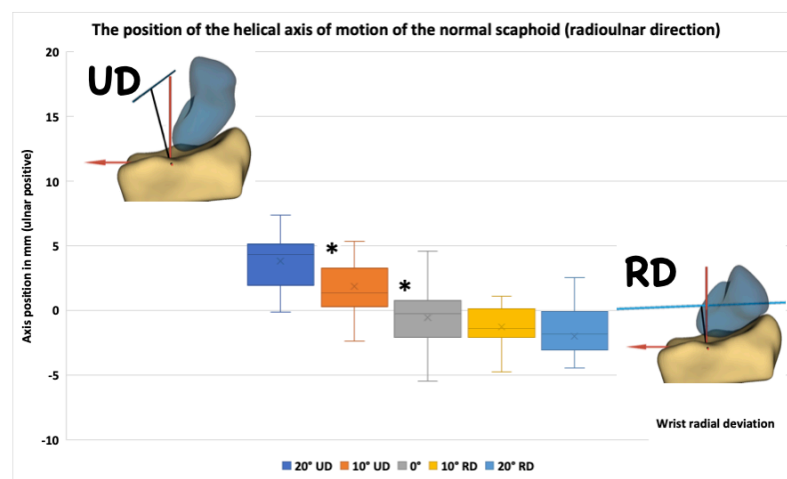 The position of the helical axis of motion of the normal scaphoid (radioulnar direction)
20
UD
15
10
5
* 
*
RD
0
-5
-10
Axis position in mm (ulnar positive)
Wrist radial deviation
20° UD 10° UD 0° 10° RD 20° RD